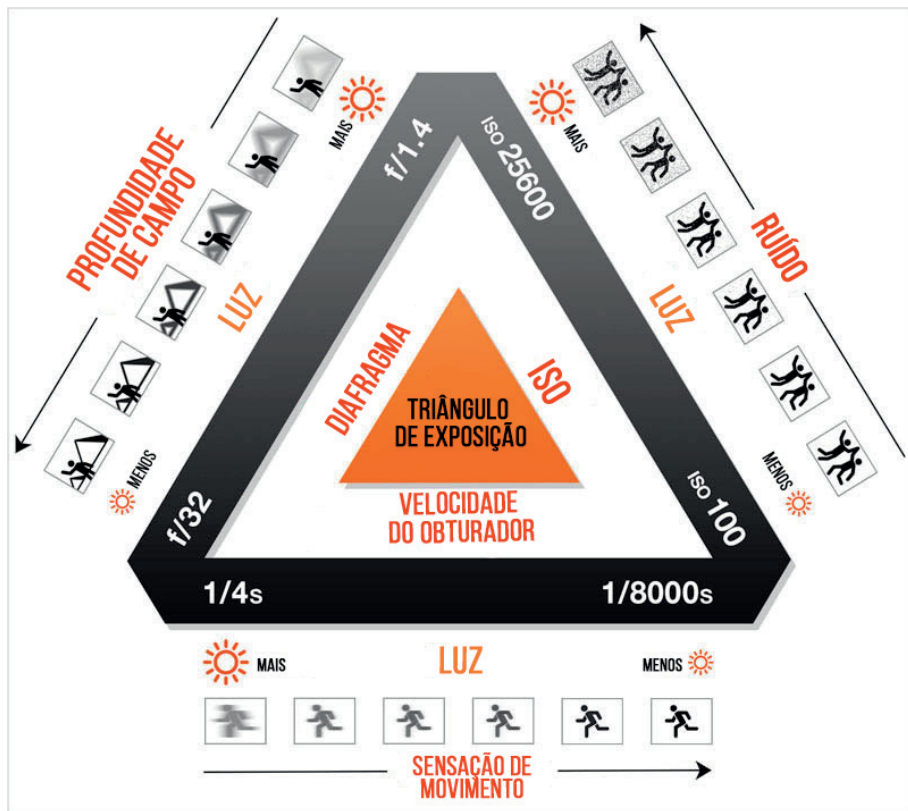 MAIS
f/1.4
PROFUNDIDADE
DE CAMPO
LUZ
DIAFRAGMA
MENOS
f/32
MAIS
ISO 25600
RUÍDO
LUZ
ISO
MENOS
ISO 100
TRIÂNGULO
DE EXPOSIÇÃO
VELOCIDADE
DO OBTURADOR
1/4s
1/8000s
MAIS
LUZ
MENOS
SENSAÇÃO DE
MOVIMENTO